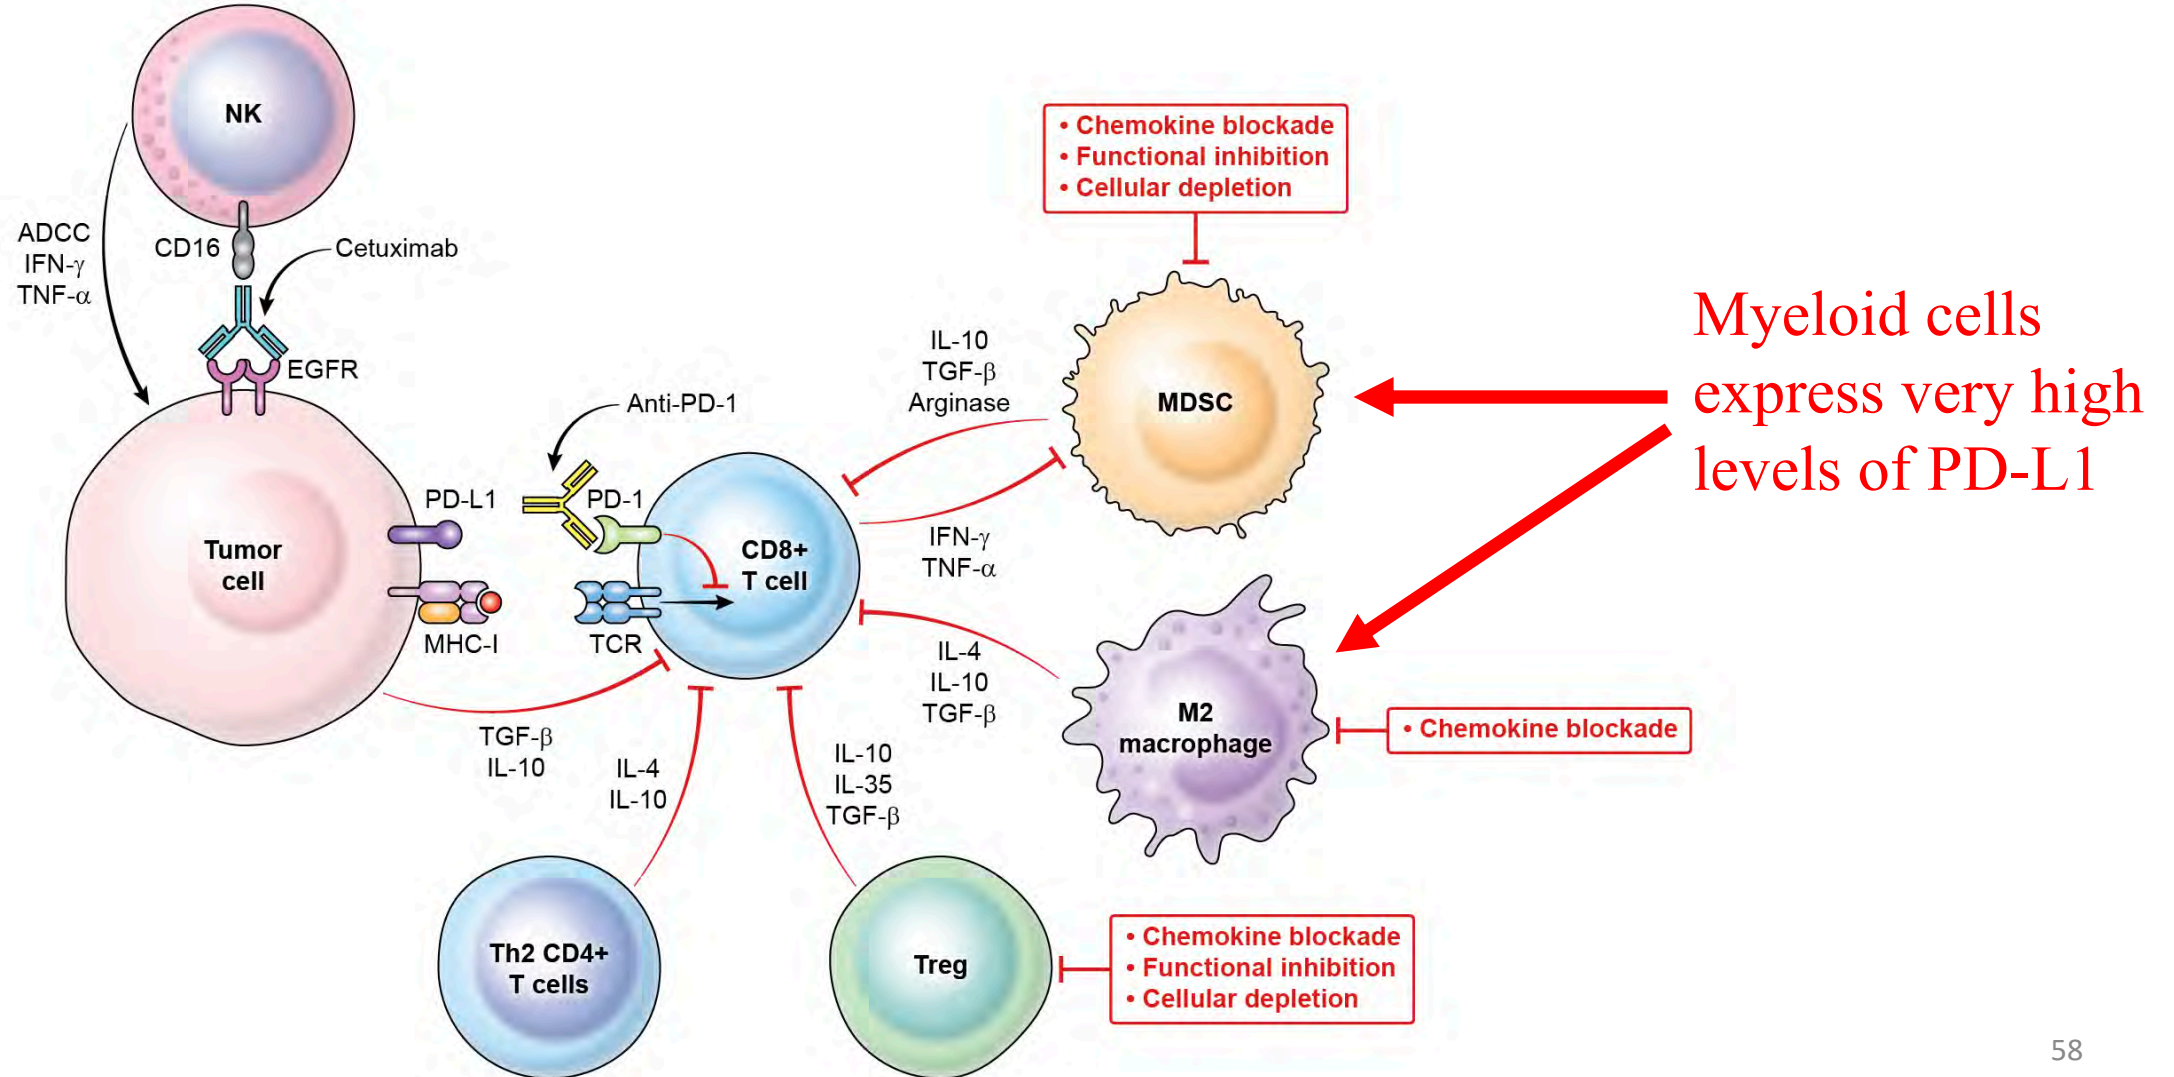 NK
ADCC
IFN-γ
TNF-α
CD16
Cetuximab
EGFR
Tumor
cell
PD-L1
MHC-I
Anti-PD-1
PD-1
TCR
CD8+
T cell
TGF-β
IL-10
IL-4
IL-10
IL-10
IL-35
TGF-β
Th2 CD4+
T cells
Treg
• Chemokine blockade
• Functional inhibition
• Cellular depletion
IL-10
TGF-β
Arginase
IFN-γ
TNF-α
IL-4
IL-10
TGF-β
• Chemokine blockade
• Functional inhibition
• Cellular depletion
MDSC
M2
macrophage
• Chemokine blockade
Myeloid cells
express very high
levels of PD-L1
58